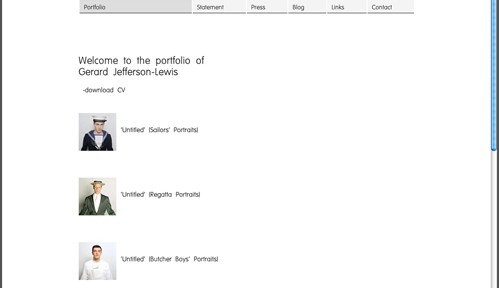 Portfolio Statement Press Blog Links Contact
Welcome to the portfolio of
Gerard Jefferson-Lewis
-download CV
'Untitled' (Sailors' Portraits)
'Untitled' (Regatta Portraits)
'Untitled' (Butcher Boys' Portraits)